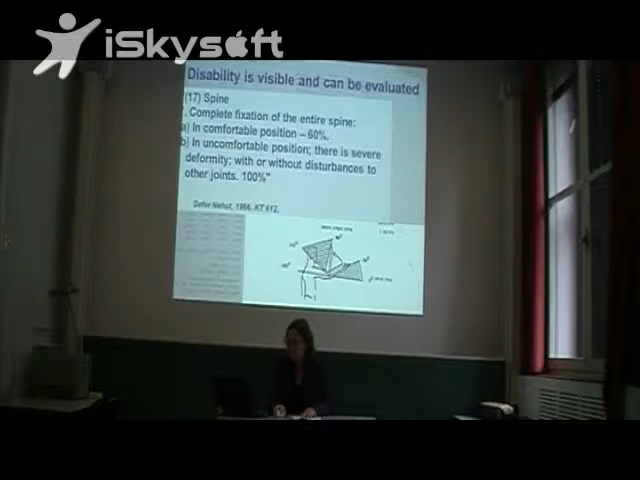 iSkysoft
Disability is visible and can be evaluated
(17) Spine
. Complete fixation of the entire spine:
a) In comfortable position – 60%.
b) In uncomfortable position; there is severe
deformity; with or without disturbances to
other joints. 100%"
Sefer Nehut, 1956, KT 612.